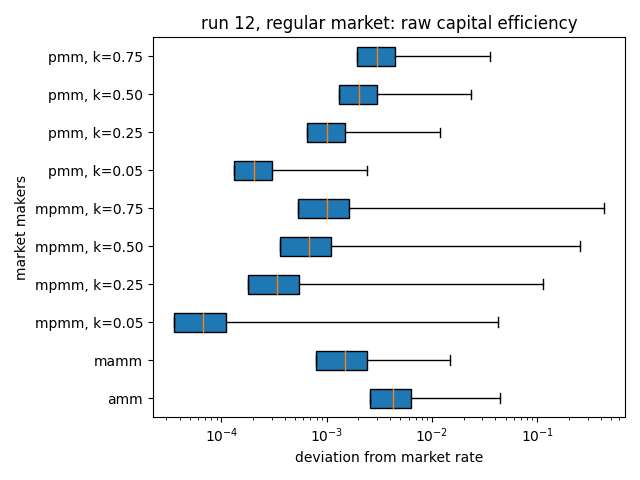 run 12, regular market: raw capital efficiency
pmm, k=0.75
pmm, k=0.50
pmm, k=0.25
pmm, k=0.05
mpmm, k=0.75
mpmm, k=0.50
mpmm, k=0.25
mpmm, k=0.05
mamm
amm
market makers
10⁻⁴ 10⁻³ 10⁻² 10⁻¹
deviation from market rate